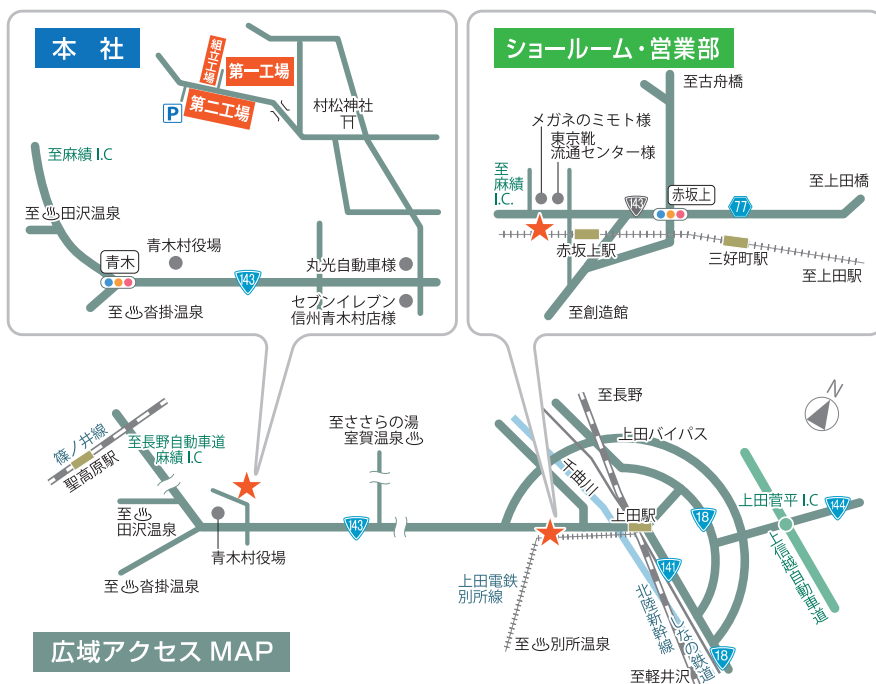 本 社
組立工場
第一工場
第二工場
P
村松神社
至麻績 I.C
至♨田沢温泉
青木村役場
青木
143
丸光自動車様
至♨沓掛温泉
セブンイレブン
信州青木村店様
ショールーム・営業部
至古舟橋
メガネのミモト様
東京靴
流通センター様
至
麻績
I.C.
143
赤坂上
77
至上田橋
赤坂上駅
三好町駅
至上田駅
至創造館
N
篠ノ井線
聖高原駅
至長野自動車道
麻績 I.C
至ささらの湯
室賀温泉♨
至長野
上田バイパス
千曲川
上田菅平 I.C
144
至♨
田沢温泉
青木村役場
143
上田駅
18
141
上信越自動車道
至♨沓掛温泉
上田電鉄
別所線
北陸新幹線
しなの鉄道
至♨別所温泉
18
至軽井沢
広域アクセス MAP